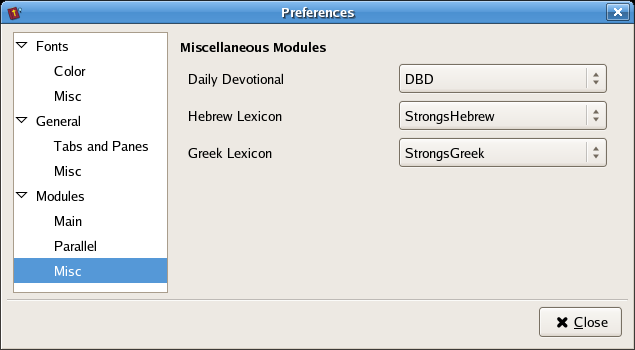 Preferences
Fonts
Color
Misc
General
Tabs and Panes
Misc
Modules
Main
Parallel
Misc
Miscellaneous Modules
Daily Devotional DBD
Hebrew Lexicon StrongsHebrew
Greek Lexicon StrongsGreek
Close